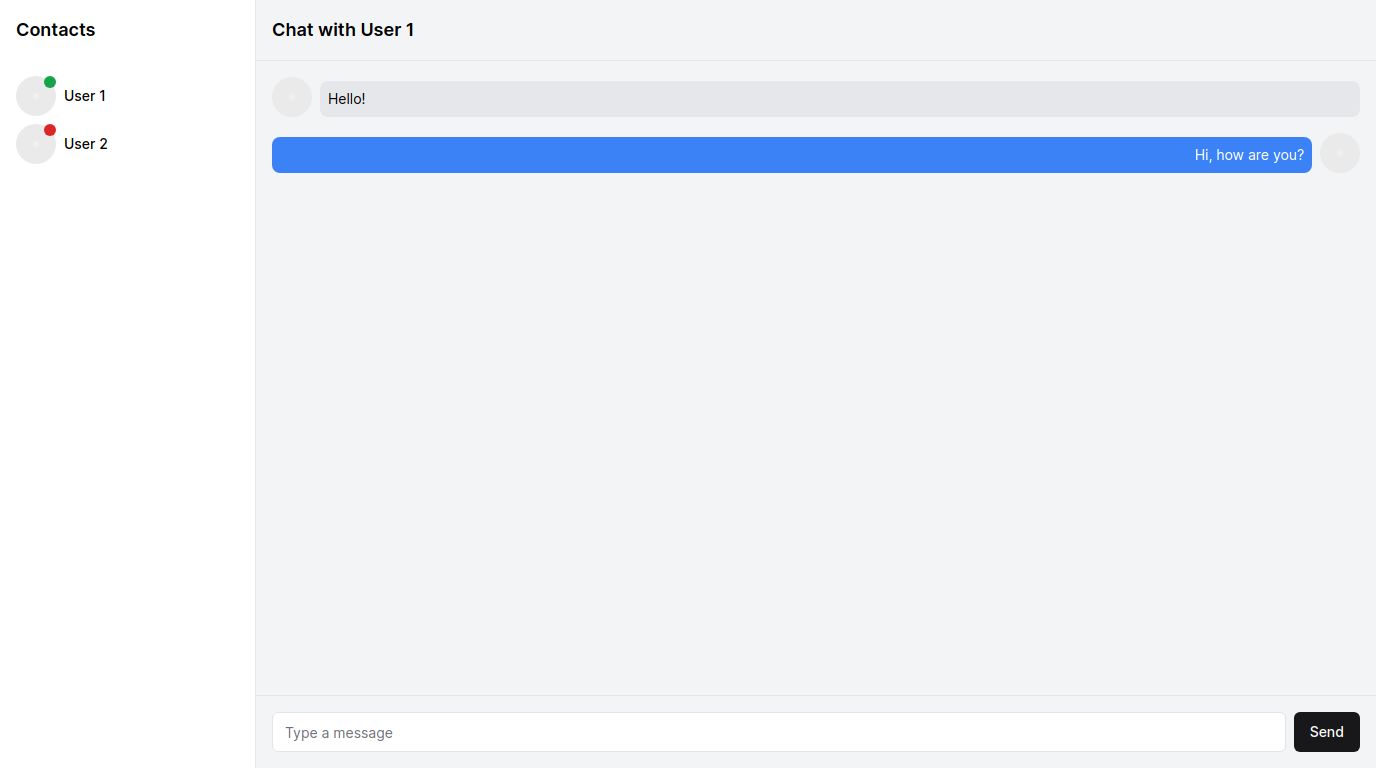 Contacts
User 1
User 2
Chat with User 1
Hello!
Hi, how are you?
Type a message
Send